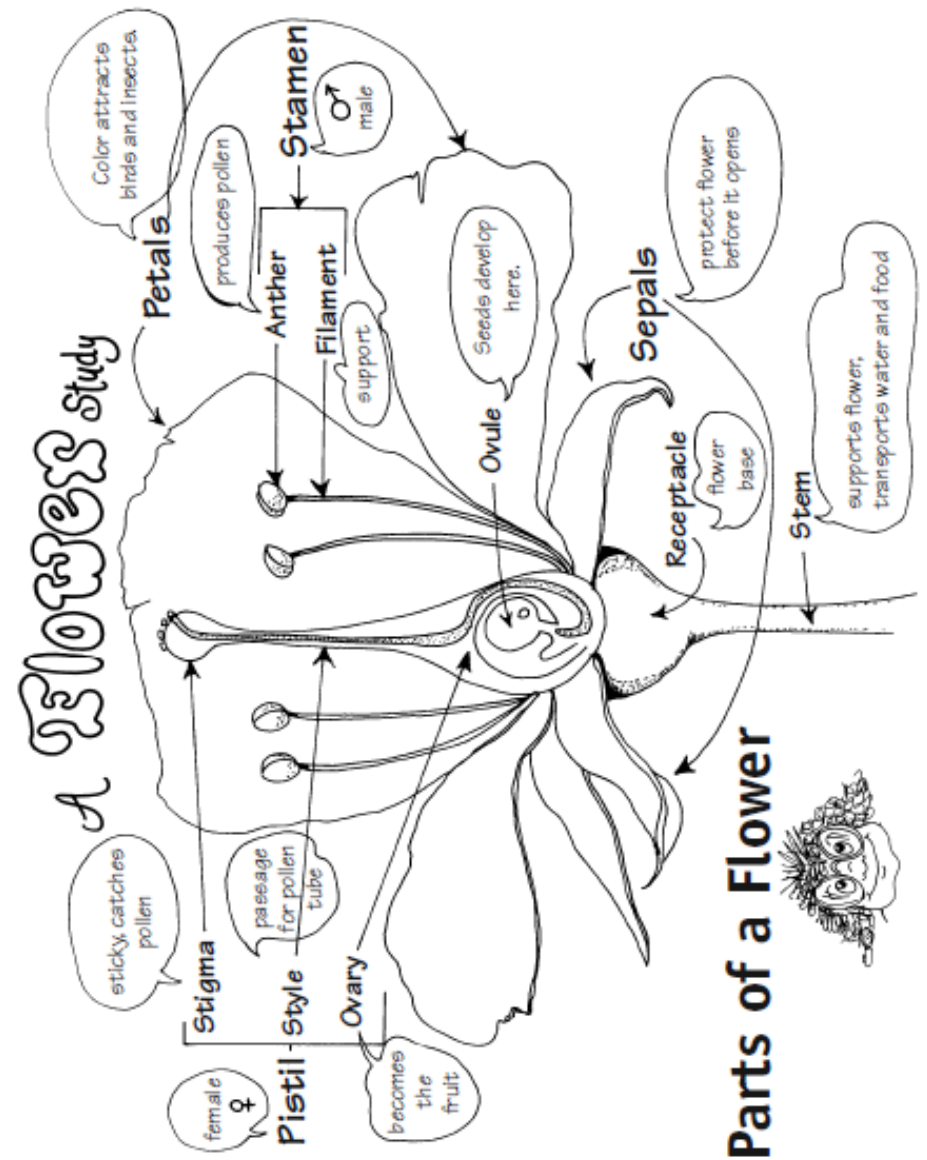 A Flower Study
Petals
Color attracts
birds and insects.
Stamen
♂
male
Anther
produces pollen
Filament
support
Ovule
Seeds develop
here.
Sepals
protect flower
before it opens
Receptacle
flower
base
Stem
supports flower,
transports water and food
Pistil
female
♀
Stigma
sticky, catches
pollen
Style
passage
for pollen
tube
Ovary
becomes
the
fruit
Parts of a Flower